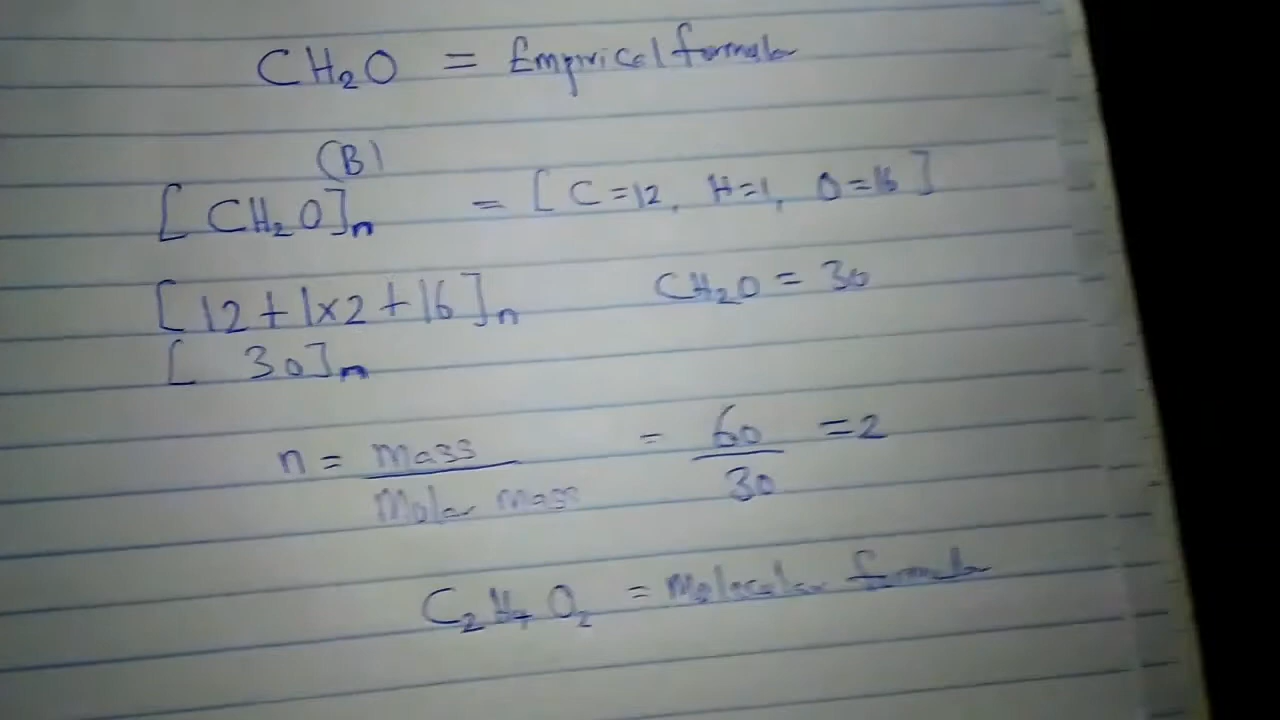 CH₂O = Empirical formula
(B)
[CH₂O]n = [C=12, H=1, O=16]
[12+1x2+16]n CH₂O = 30
[ 30]n
n = mass / Molar mass = 60 / 30 = 2
C₂H₄O₂ = Molecular formula